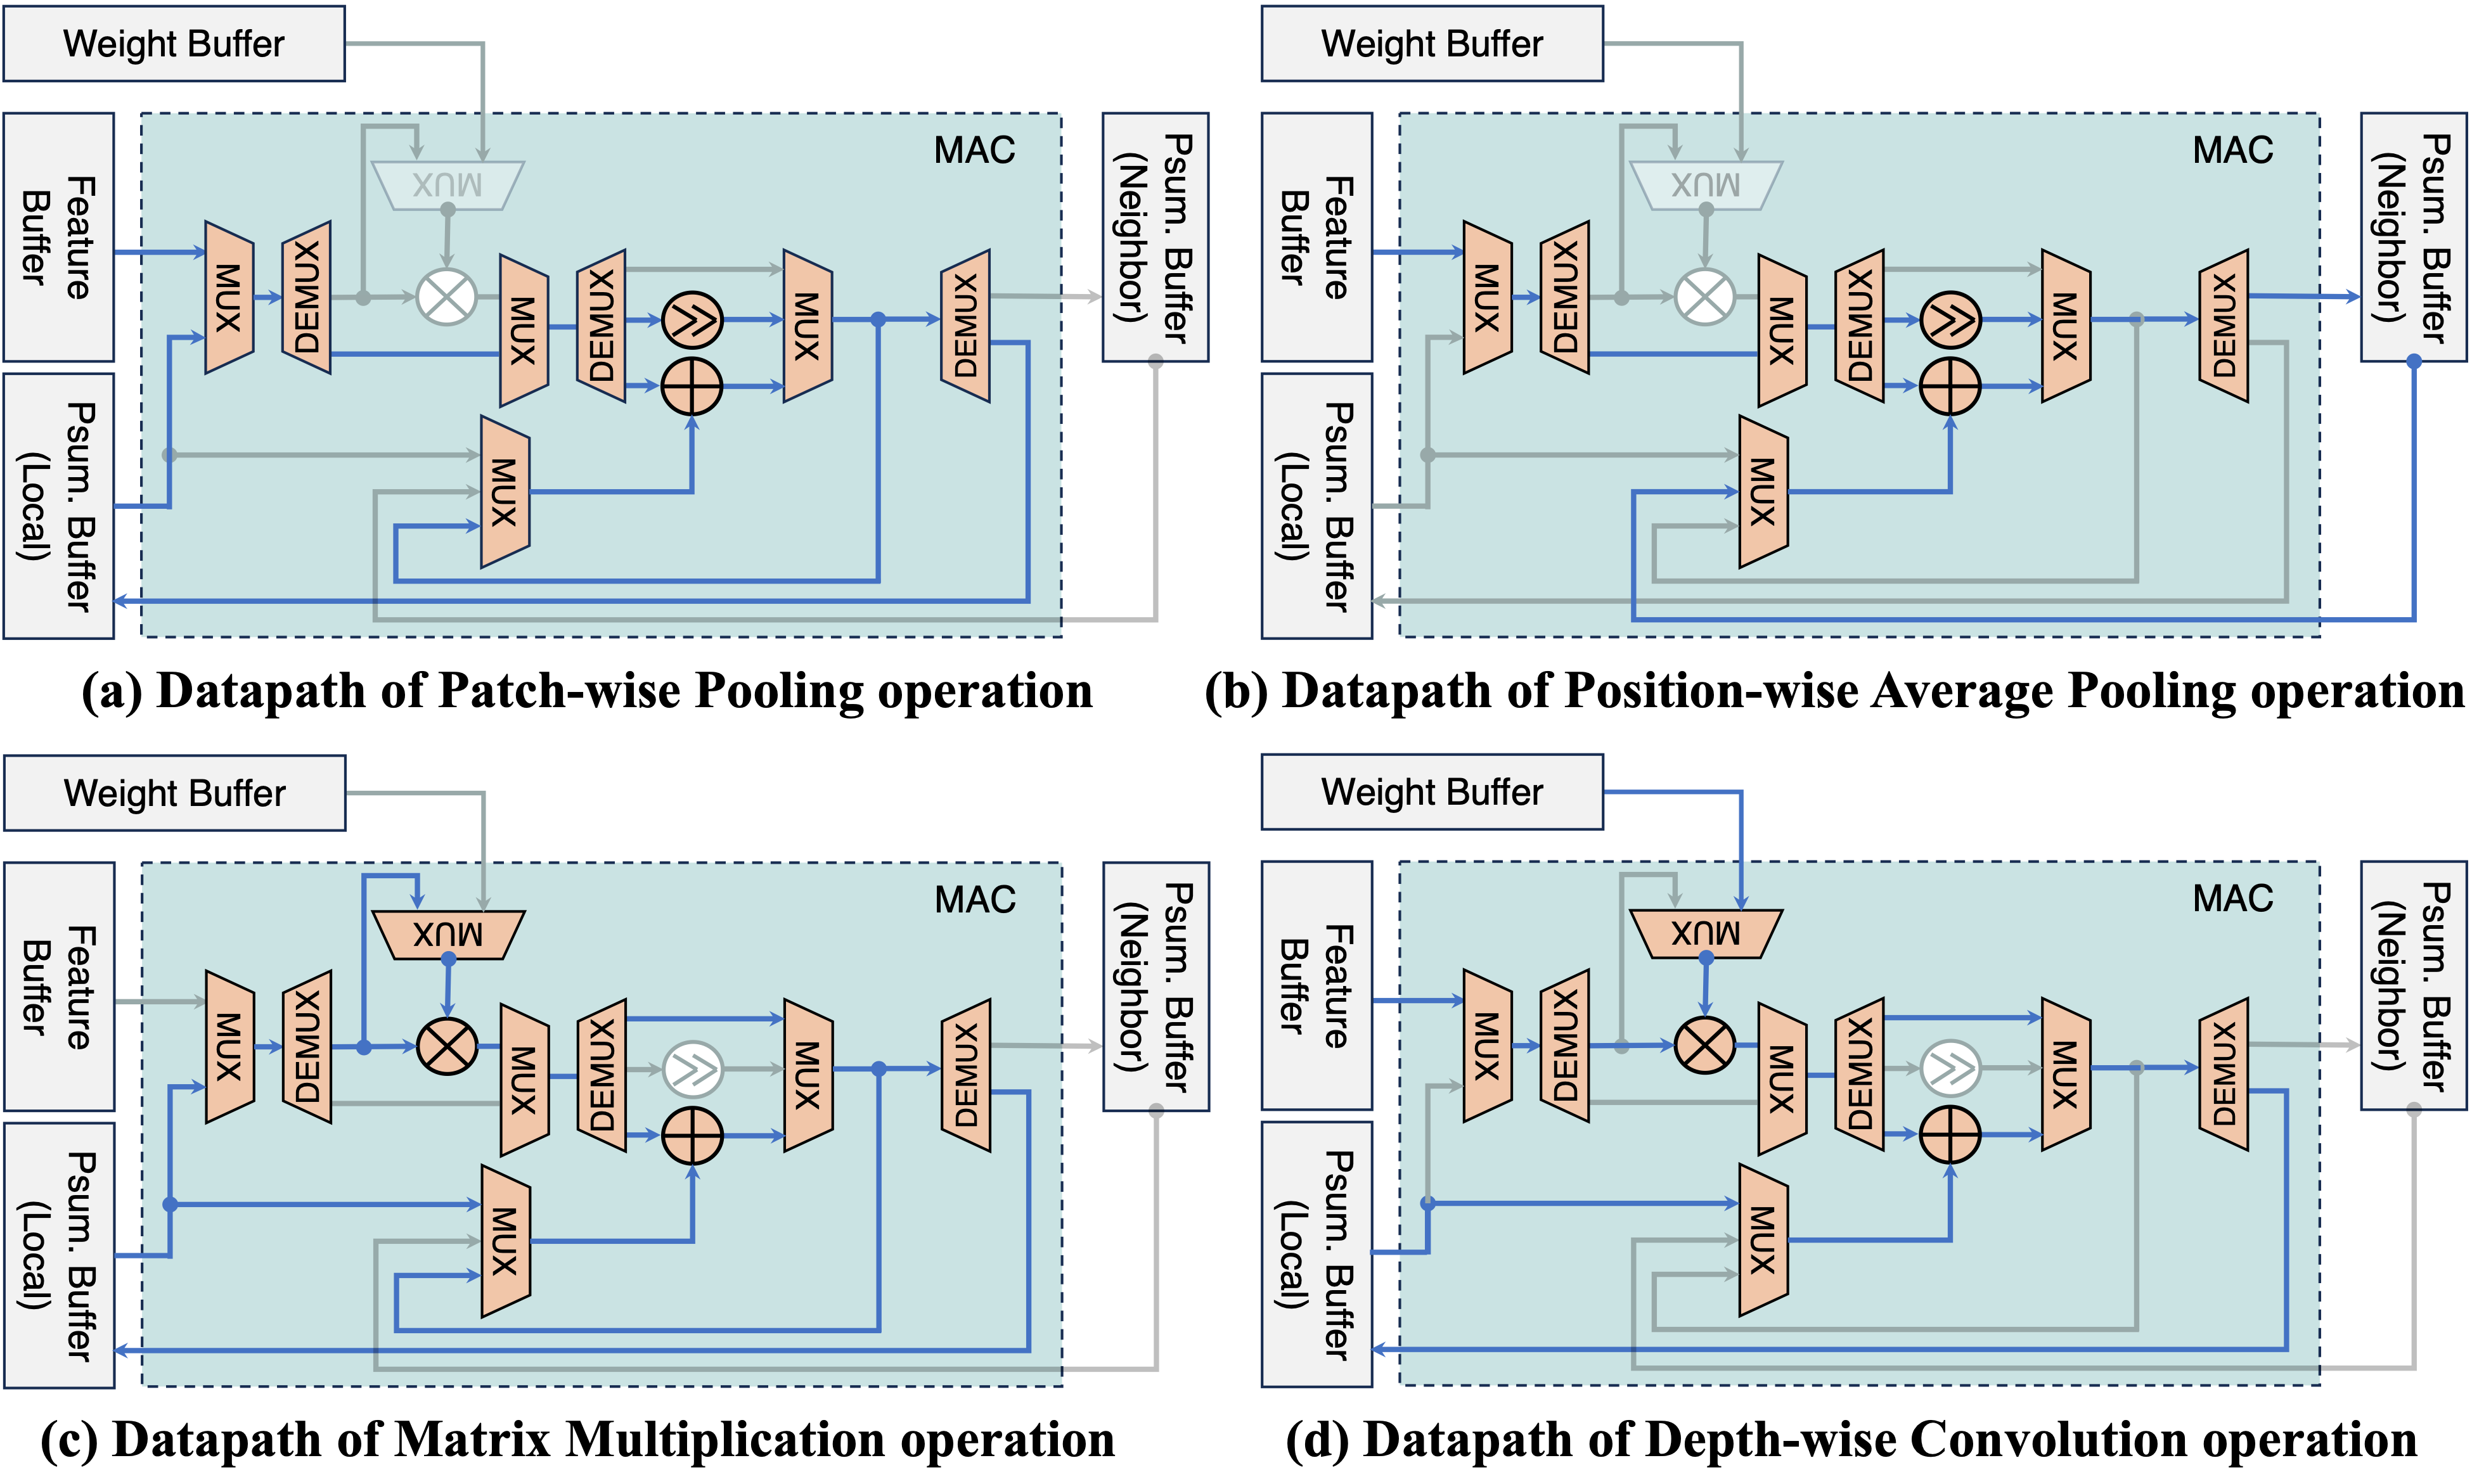 Weight Buffer
MAC
Feature
Buffer
Psum. Buffer
(Local)
Psum. Buffer
(Neighbor)
MUX
MUX
DEMUX
MUX
DEMUX
MUX
DEMUX
MUX
(a) Datapath of Patch-wise Pooling operation
Weight Buffer
MAC
Feature
Buffer
Psum. Buffer
(Local)
Psum. Buffer
(Neighbor)
MUX
MUX
DEMUX
MUX
DEMUX
MUX
DEMUX
MUX
(b) Datapath of Position-wise Average Pooling operation
Weight Buffer
MAC
Feature
Buffer
Psum. Buffer
(Local)
Psum. Buffer
(Neighbor)
MUX
MUX
DEMUX
MUX
DEMUX
MUX
DEMUX
MUX
(c) Datapath of Matrix Multiplication operation
Weight Buffer
MAC
Feature
Buffer
Psum. Buffer
(Local)
Psum. Buffer
(Neighbor)
MUX
MUX
DEMUX
MUX
DEMUX
MUX
DEMUX
MUX
(d) Datapath of Depth-wise Convolution operation